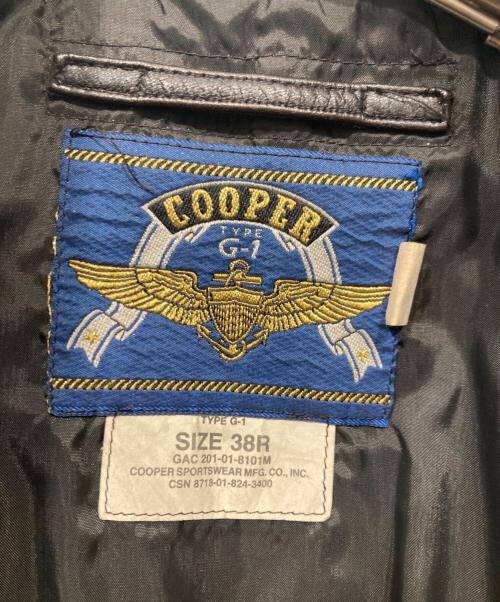 COOPER
TYPE
G-1
TYPE G-1
SIZE 38R
GAC 201-01-8101M
COOPER SPORTSWEAR MFG. CO., INC.
CSN 8718-01-824-3400